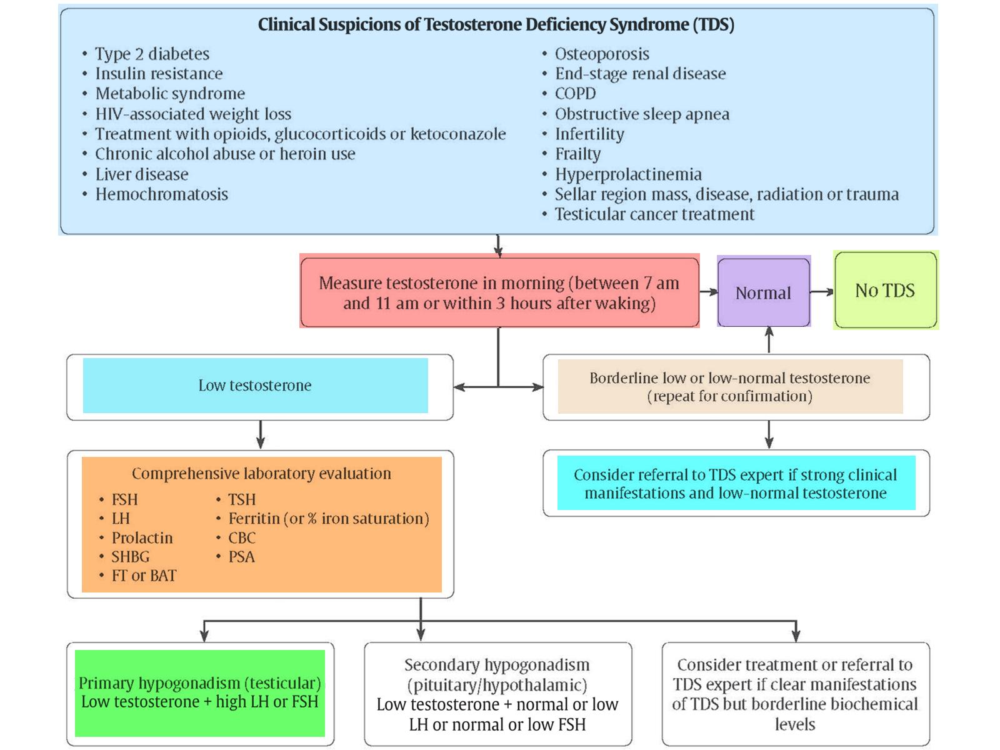 Clinical Suspicions of Testosterone Deficiency Syndrome (TDS)
• Type 2 diabetes
• Insulin resistance
• Metabolic syndrome
• HIV-associated weight loss
• Treatment with opioids, glucocorticoids or ketoconazole
• Chronic alcohol abuse or heroin use
• Liver disease
• Hemochromatosis
• Osteoporosis
• End-stage renal disease
• COPD
• Obstructive sleep apnea
• Infertility
• Frailty
• Hyperprolactinemia
• Sellar region mass, disease, radiation or trauma
• Testicular cancer treatment
Measure testosterone in morning (between 7 am
and 11 am or within 3 hours after waking)
Normal
No TDS
Low testosterone
Borderline low or low-normal testosterone
(repeat for confirmation)
Comprehensive laboratory evaluation
• FSH
• LH
• Prolactin
• SHBG
• FT or BAT
• TSH
• Ferritin (or % iron saturation)
• CBC
• PSA
Consider referral to TDS expert if strong clinical
manifestations and low-normal testosterone
Primary hypogonadism (testicular)
Low testosterone + high LH or FSH
Secondary hypogonadism
(pituitary/hypothalamic)
Low testosterone + normal or low
LH or normal or low FSH
Consider treatment or referral to
TDS expert if clear manifestations
of TDS but borderline biochemical
levels